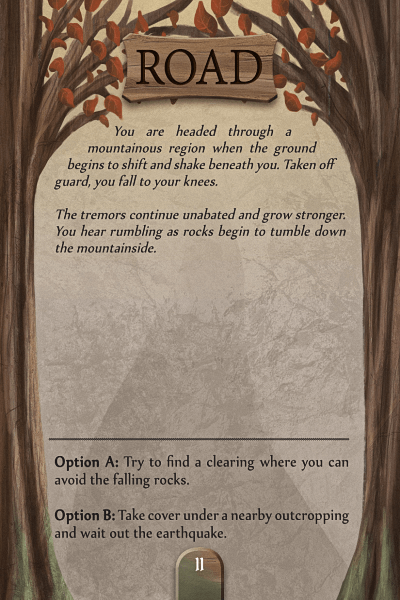 ROAD
You are headed through a
mountainous region when the ground
begins to shift and shake beneath you. Taken off
guard, you fall to your knees.
The tremors continue unabated and grow stronger.
You hear rumbling as rocks begin to tumble down
the mountainside.
Option A: Try to find a clearing where you can
avoid the falling rocks.
Option B: Take cover under a nearby outcropping
and wait out the earthquake.
11